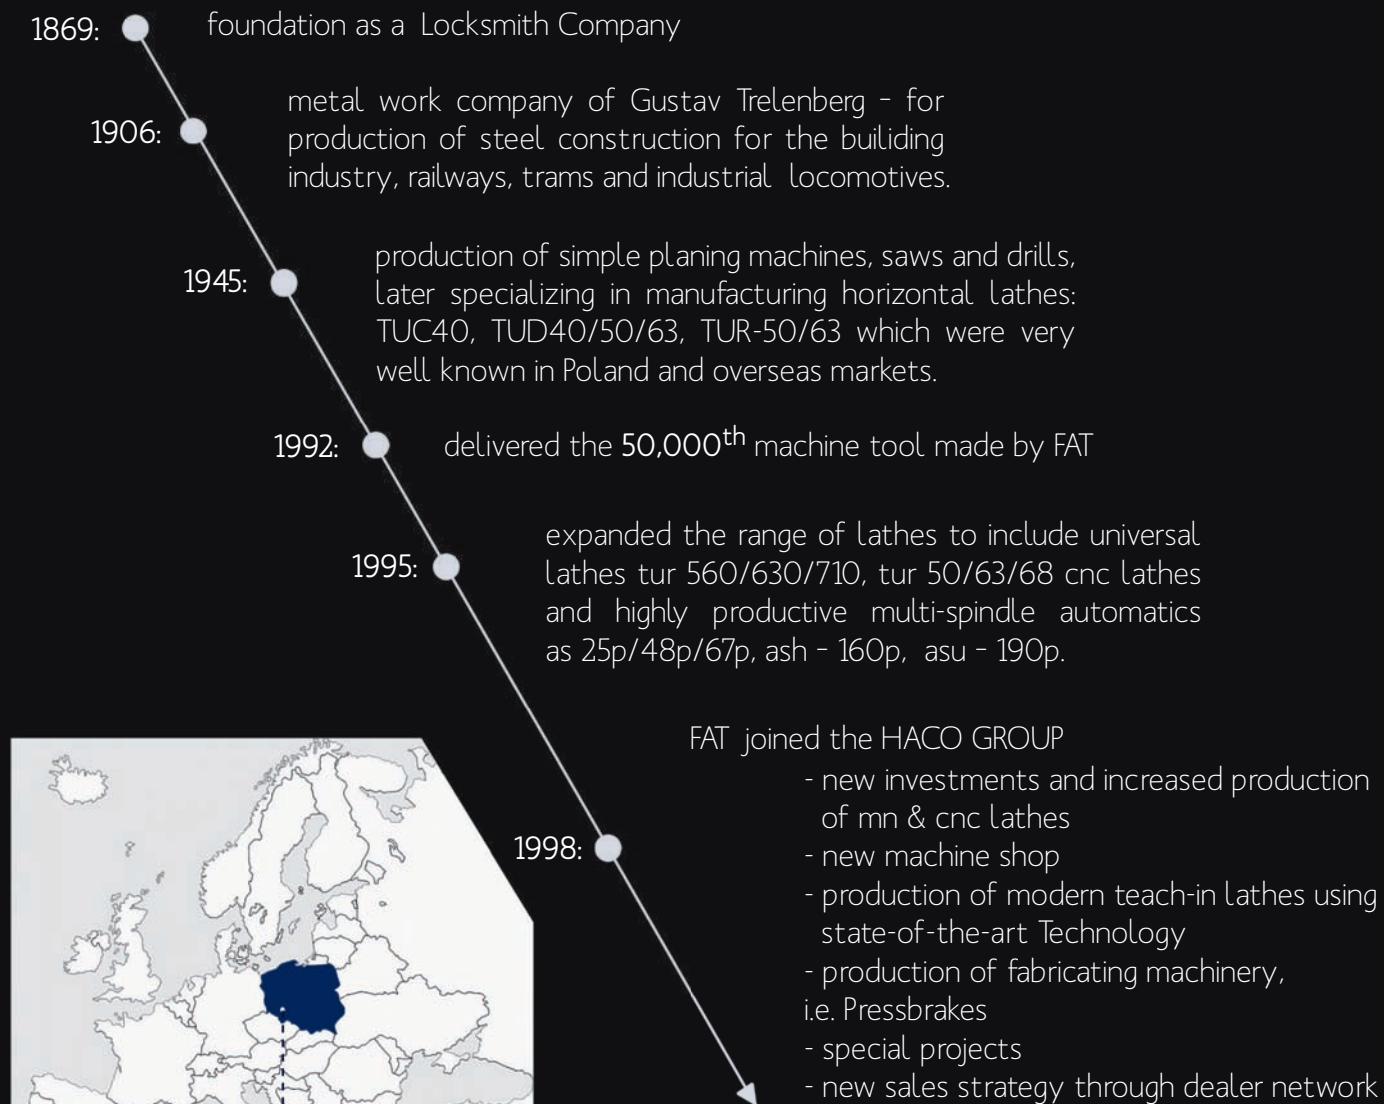 1869: foundation as a Locksmith Company
1906: metal work company of Gustav Trelenberg - for
production of steel construction for the builiding
industry, railways, trams and industrial locomotives.
1945: production of simple planing machines, saws and drills,
later specializing in manufacturing horizontal lathes:
TUC40, TUD40/50/63, TUR-50/63 which were very
well known in Poland and overseas markets.
1992: delivered the 50,000th machine tool made by FAT
1995: expanded the range of lathes to include universal
lathes tur 560/630/710, tur 50/63/68 cnc lathes
and highly productive multi-spindle automatics
as 25p/48p/67p, ash - 160p, asu - 190p.
1998: FAT joined the HACO GROUP
- new investments and increased production
of mn & cnc lathes
- new machine shop
- production of modern teach-in lathes using
state-of-the-art Technology
- production of fabricating machinery,
i.e. Pressbrakes
- special projects
- new sales strategy through dealer network